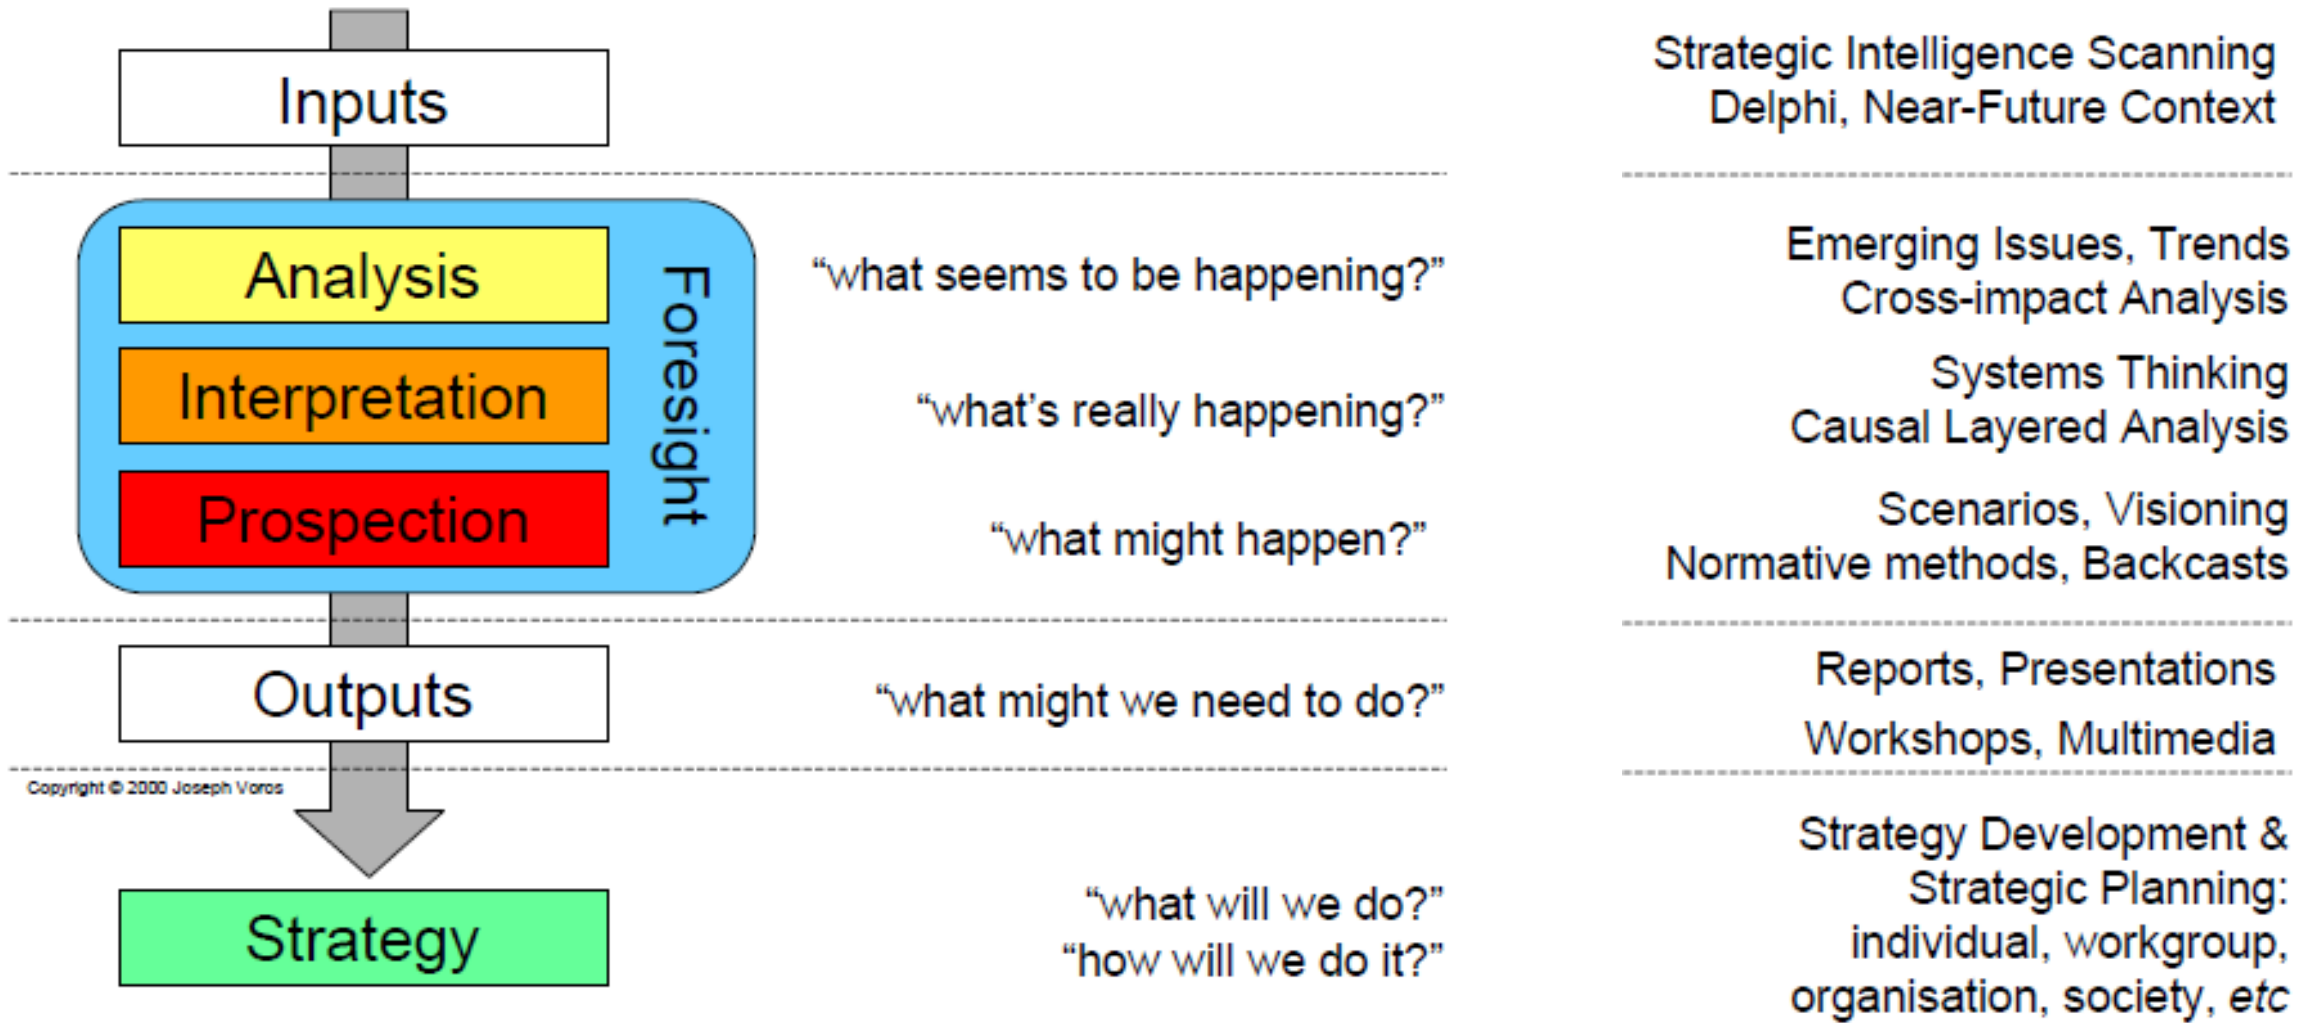 Inputs
Strategic Intelligence Scanning
Delphi, Near-Future Context
Foresight
Analysis
“what seems to be happening?”
Emerging Issues, Trends
Cross-impact Analysis
Interpretation
“what’s really happening?”
Systems Thinking
Causal Layered Analysis
Prospection
“what might happen?”
Scenarios, Visioning
Normative methods, Backcasts
Outputs
“what might we need to do?”
Reports, Presentations
Workshops, Multimedia
Copyright © 2000 Joseph Voros
Strategy
“what will we do?”
“how will we do it?”
Strategy Development &
Strategic Planning:
individual, workgroup,
organisation, society, etc